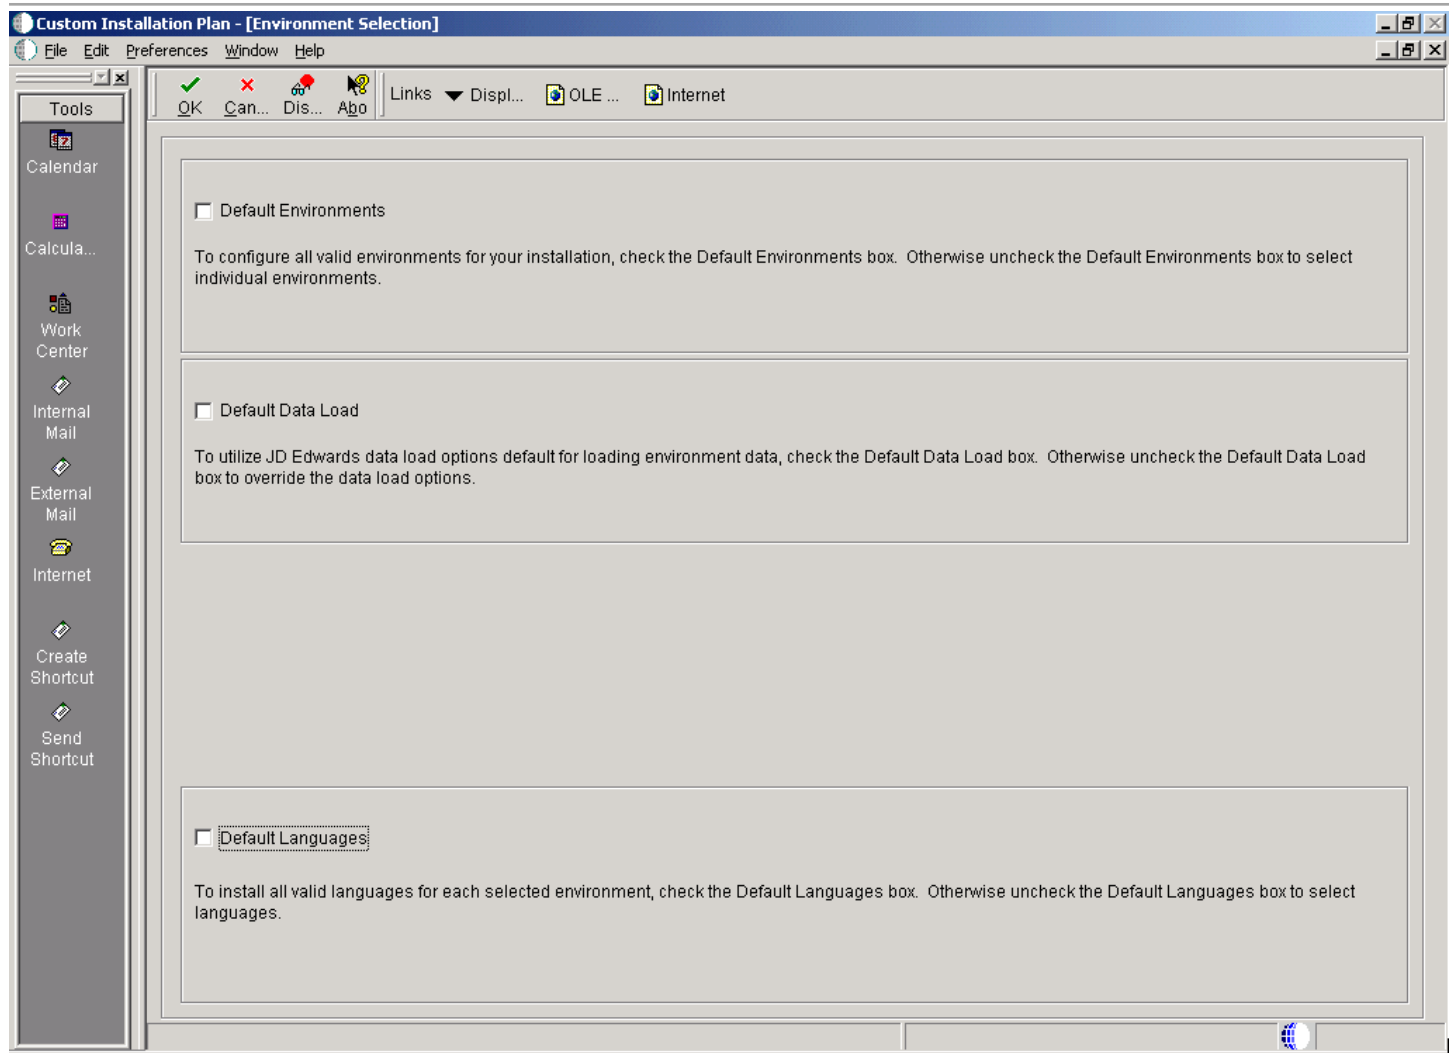 Custom Installation Plan - [Environment Selection]
File Edit Preferences Window Help
Tools
OK Can... Dis... Abo Links Displ... OLE ... Internet
Calendar
Calcula...
Work
Center
Internal
Mail
External
Mail
Internet
Create
Shortcut
Send
Shortcut
Default Environments
To configure all valid environments for your installation, check the Default Environments box. Otherwise uncheck the Default Environments box to select
individual environments.
Default Data Load
To utilize JD Edwards data load options default for loading environment data, check the Default Data Load box. Otherwise uncheck the Default Data Load
box to override the data load options.
Default Languages
To install all valid languages for each selected environment, check the Default Languages box. Otherwise uncheck the Default Languages box to select
languages.